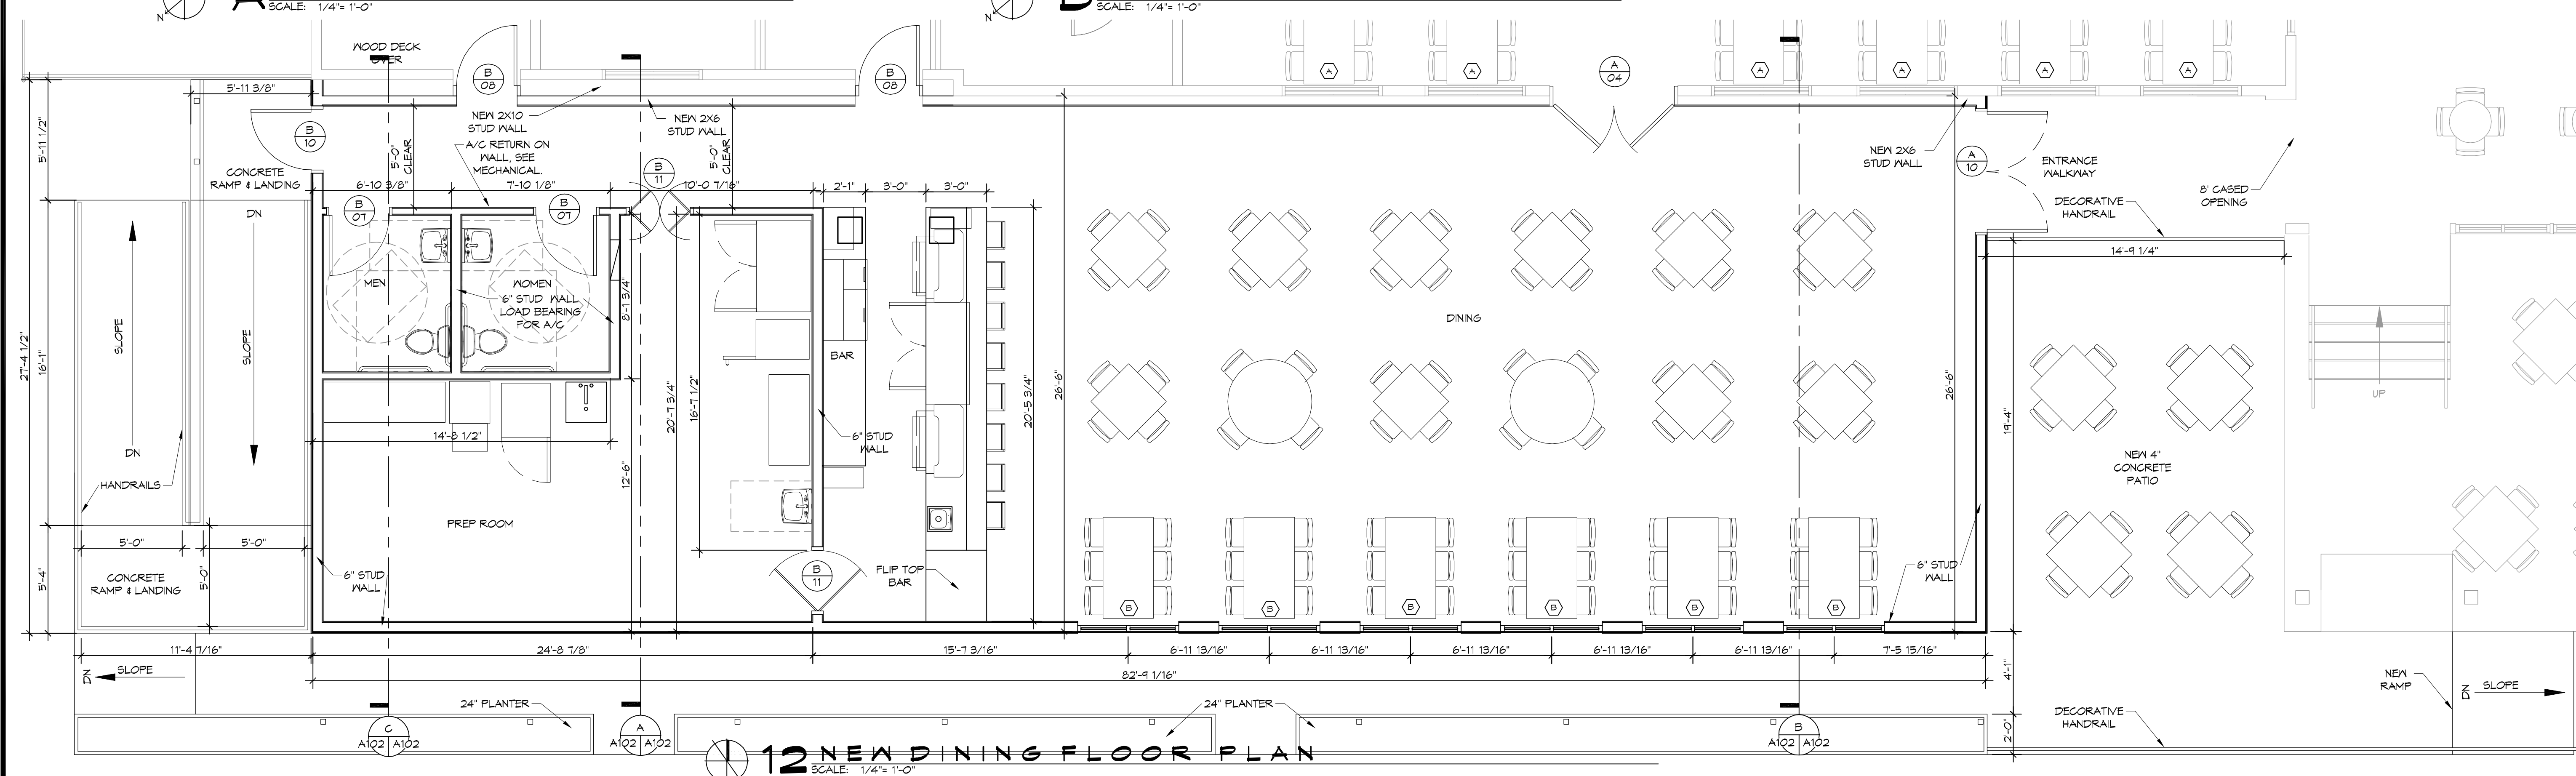 N
A
SCALE: 1/4"= 1'-0"
N
SCALE: 1/4"= 1'-0"
WOOD DECK
OVER
B
08
B
08
A
04
A
A
A
A
A
A
5'-11 3/8"
5'-11 1/2"
B
10
NEW 2X10
STUD WALL
NEW 2X6
STUD WALL
A/C RETURN ON
WALL, SEE
MECHANICAL.
5'-0"
CLEAR
5'-0"
CLEAR
B
11
NEW 2X6
STUD WALL
A
10
ENTRANCE
WALKWAY
8' CASED
OPENING
DECORATIVE
HANDRAIL
14'-9 1/4"
CONCRETE
RAMP & LANDING
6'-10 3/8"
7'-10 1/8"
10'-0 7/16"
2'-1"
3'-0"
3'-0"
DN
B
07
B
07
MEN
WOMEN
6" STUD WALL
LOAD BEARING
FOR A/C
8'-1 3/4"
SLOPE
SLOPE
27'-4 1/2"
16'-1"
BAR
DINING
UP
14'-8 1/2"
12'-6"
20'-7 3/4"
16'-7 1/2"
6" STUD
WALL
20'-5 3/4"
26'-6"
26'-6"
19'-4"
DN
HANDRAILS
PREP ROOM
NEW 4"
CONCRETE
PATIO
5'-0"
5'-0"
5'-4"
5'-0"
CONCRETE
RAMP & LANDING
6" STUD
WALL
B
11
FLIP TOP
BAR
6" STUD
WALL
B
B
B
B
B
B
11'-4 7/16"
24'-8 7/8"
15'-7 3/16"
6'-11 13/16"
6'-11 13/16"
6'-11 13/16"
6'-11 13/16"
6'-11 13/16"
7'-5 15/16"
4'-1"
DN
SLOPE
82'-9 1/16"
NEW
RAMP
DN
SLOPE
24" PLANTER
24" PLANTER
DECORATIVE
HANDRAIL
2'-0"
C
A102 A102
A
A102 A102
B
A102 A102
12 NEW DINING FLOOR PLAN
SCALE: 1/4"= 1'-0"